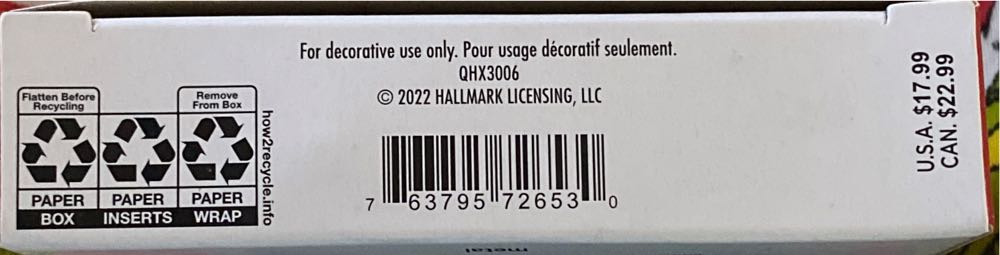 For decorative use only. Pour usage décoratif seulement.
QHX3006
© 2022 HALLMARK LICENSING, LLC
Flatten Before
Recycling
Remove
From Box
PAPER
PAPER
PAPER
BOX
INSERTS
WRAP
how2recycle.info
7 63795 72653 0
U.S.A. $17.99
CAN. $22.99
metal